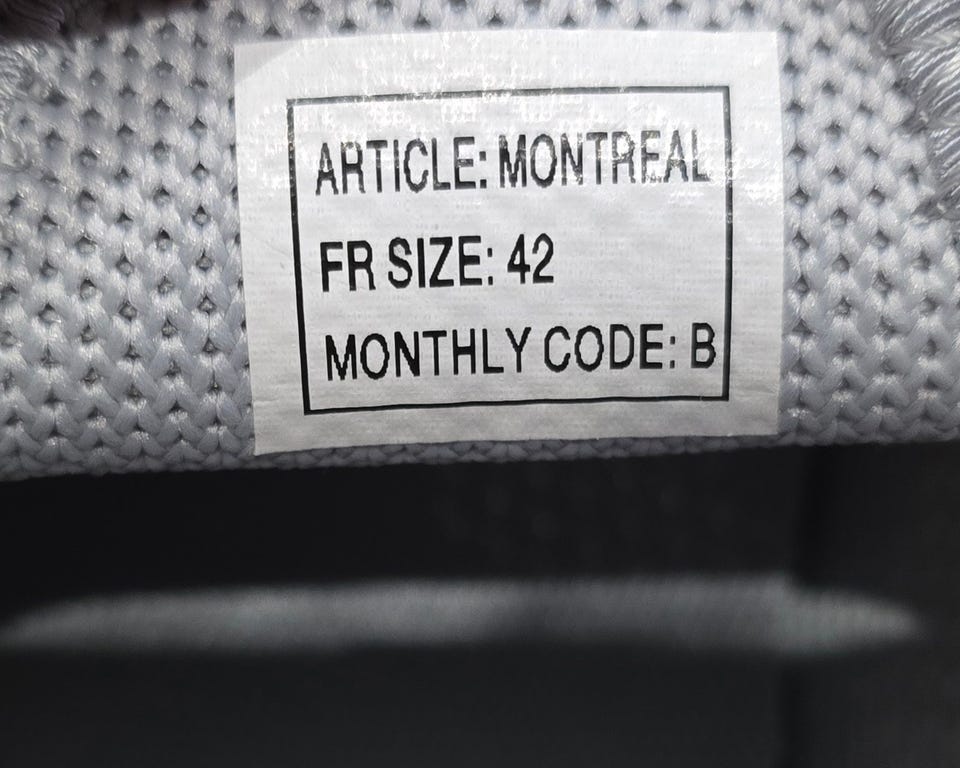 ARTICLE: MONTREAL
FR SIZE: 42
MONTHLY CODE: B